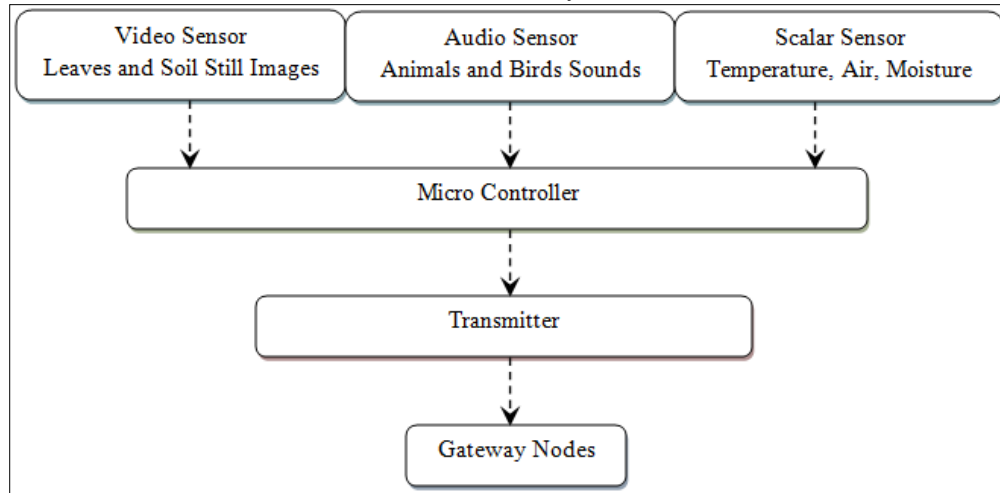 Video Sensor
Leaves and Soil Still Images
Audio Sensor
Animals and Birds Sounds
Scalar Sensor
Temperature, Air, Moisture
Micro Controller
Transmitter
Gateway Nodes